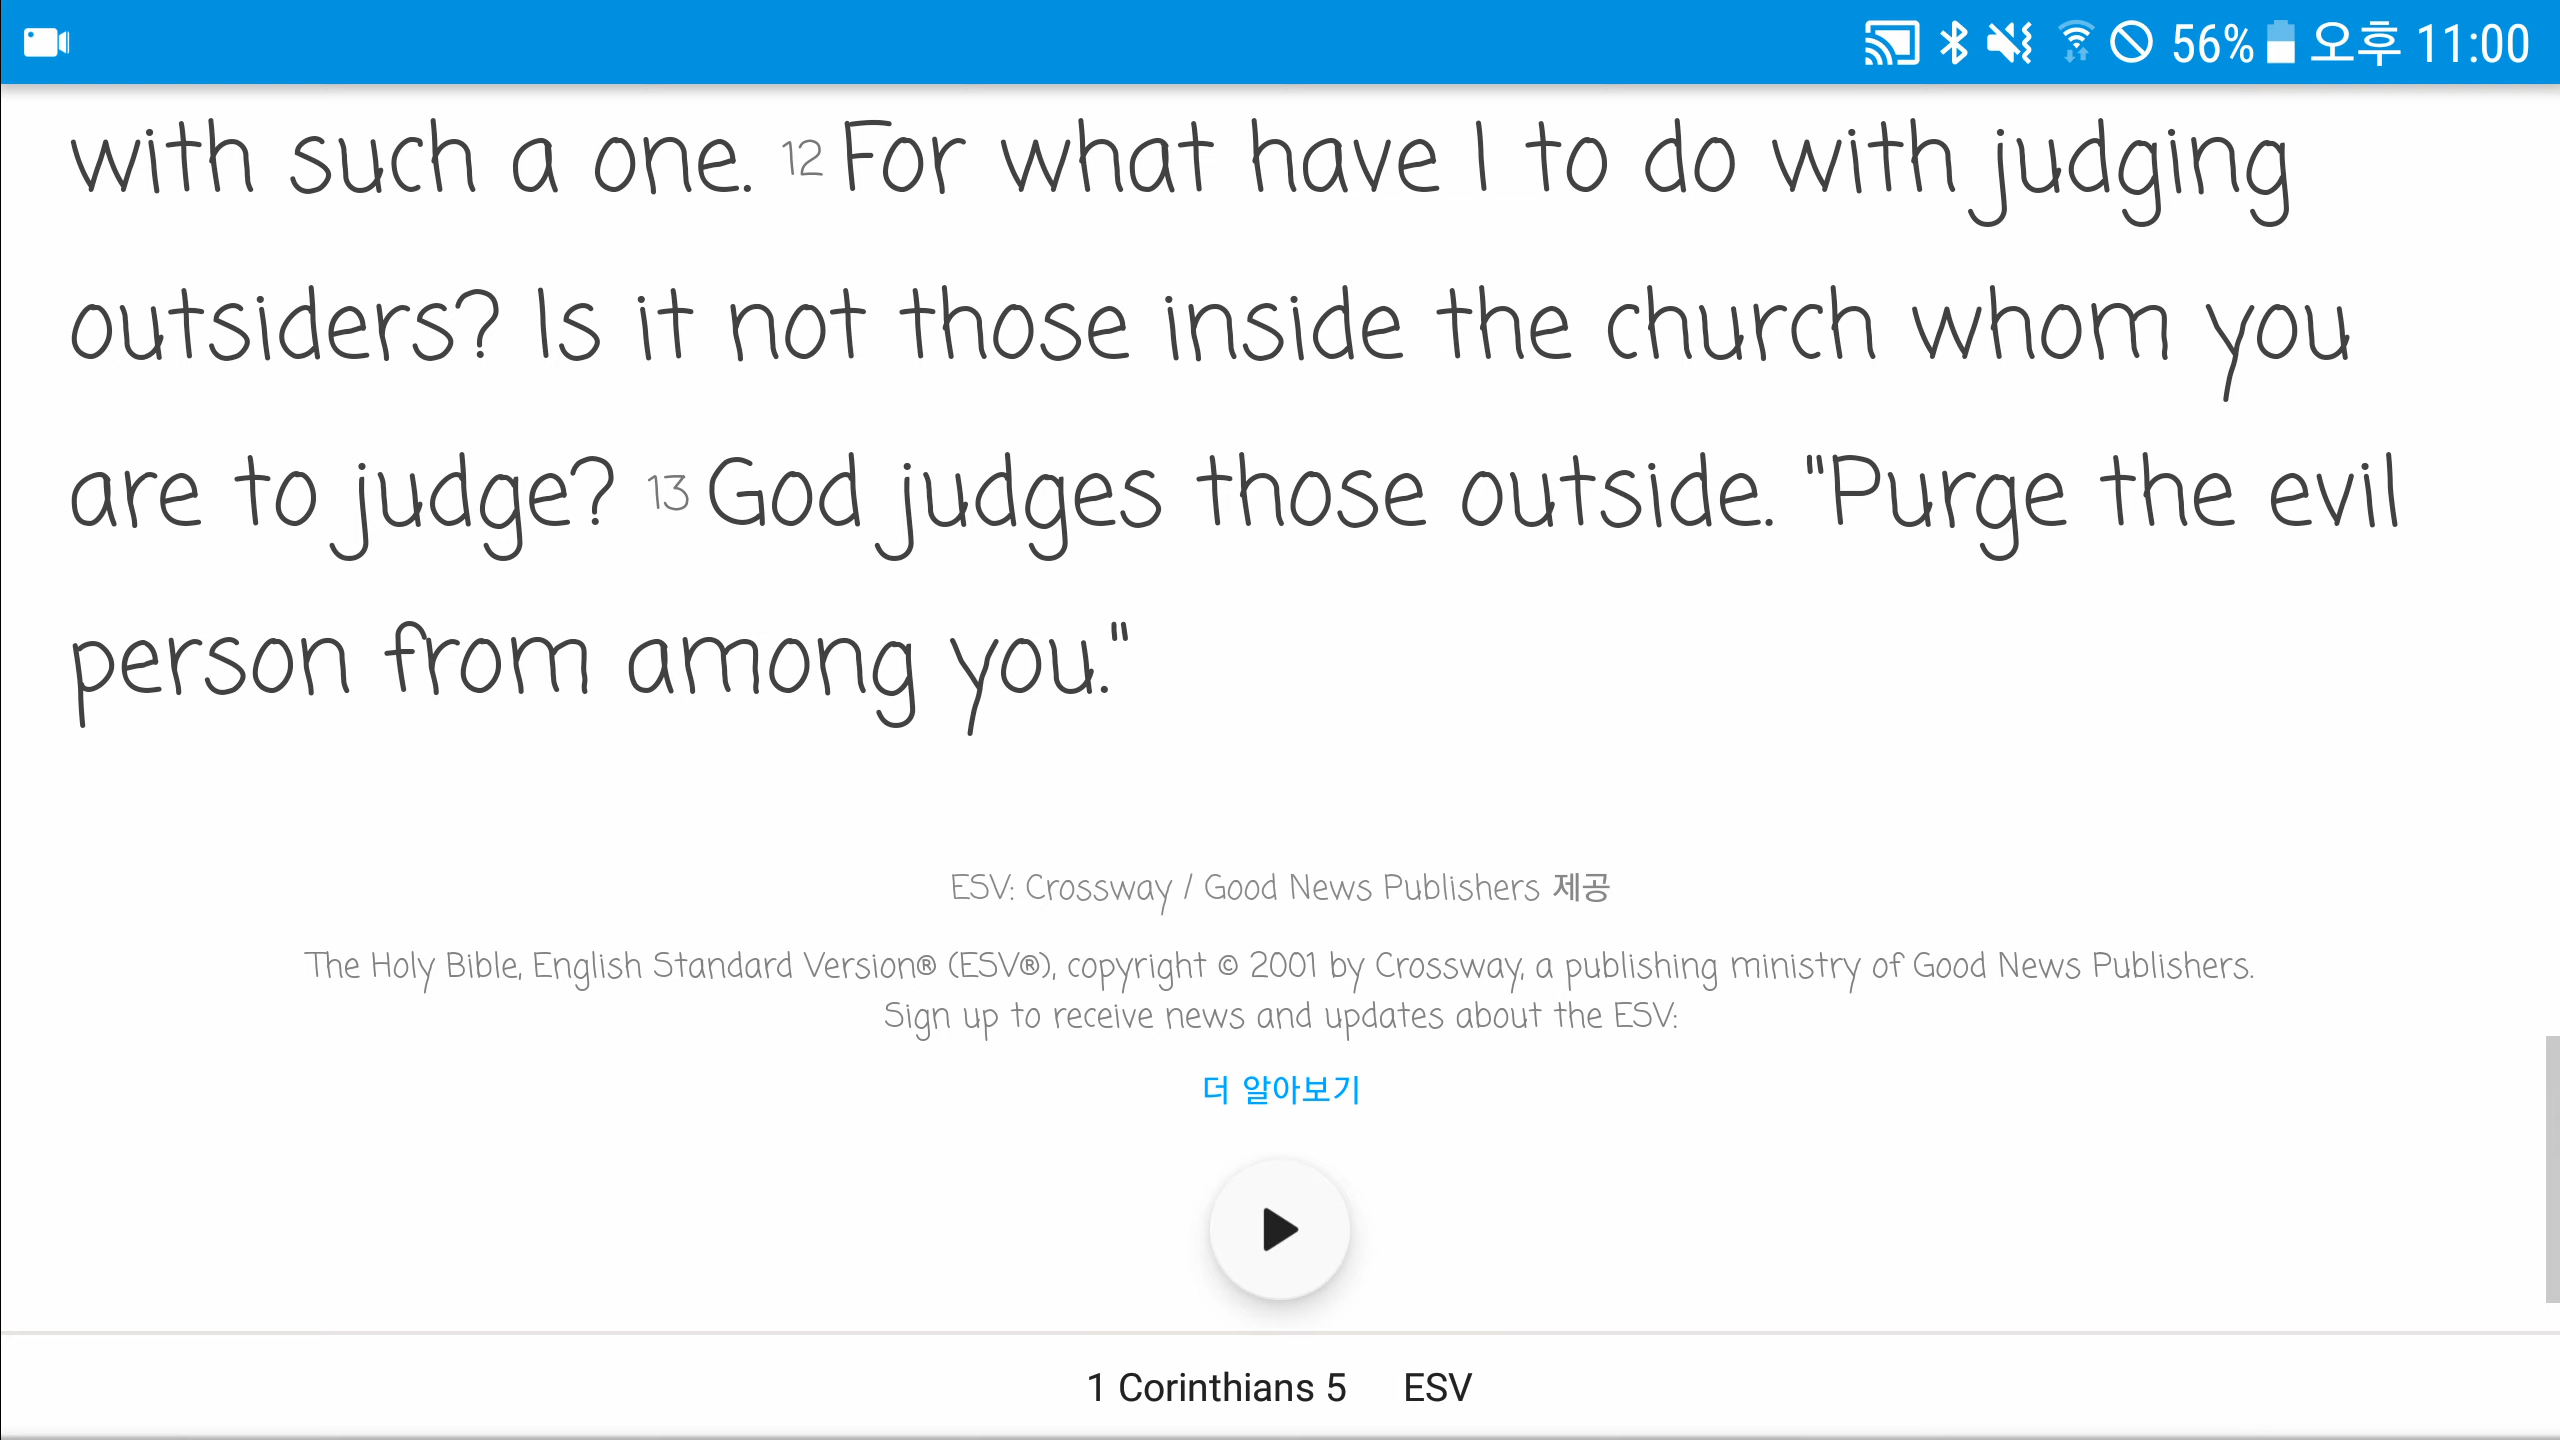 56% 오후 11:00
with such a one. 12 For what have I to do with judging
outsiders? Is it not those inside the church whom you
are to judge? 13 God judges those outside. "Purge the evil
person from among you."
ESV: Crossway / Good News Publishers 제공
The Holy Bible, English Standard Version® (ESV®), copyright © 2001 by Crossway, a publishing ministry of Good News Publishers.
Sign up to receive news and updates about the ESV:
더 알아보기
1 Corinthians 5 ESV